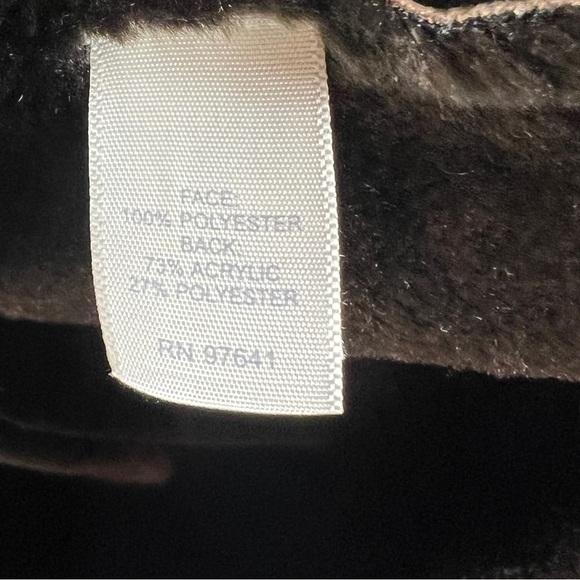 FACE:
100% POLYESTER
BACK:
73% ACRYLIC
27% POLYESTER
RN 97641